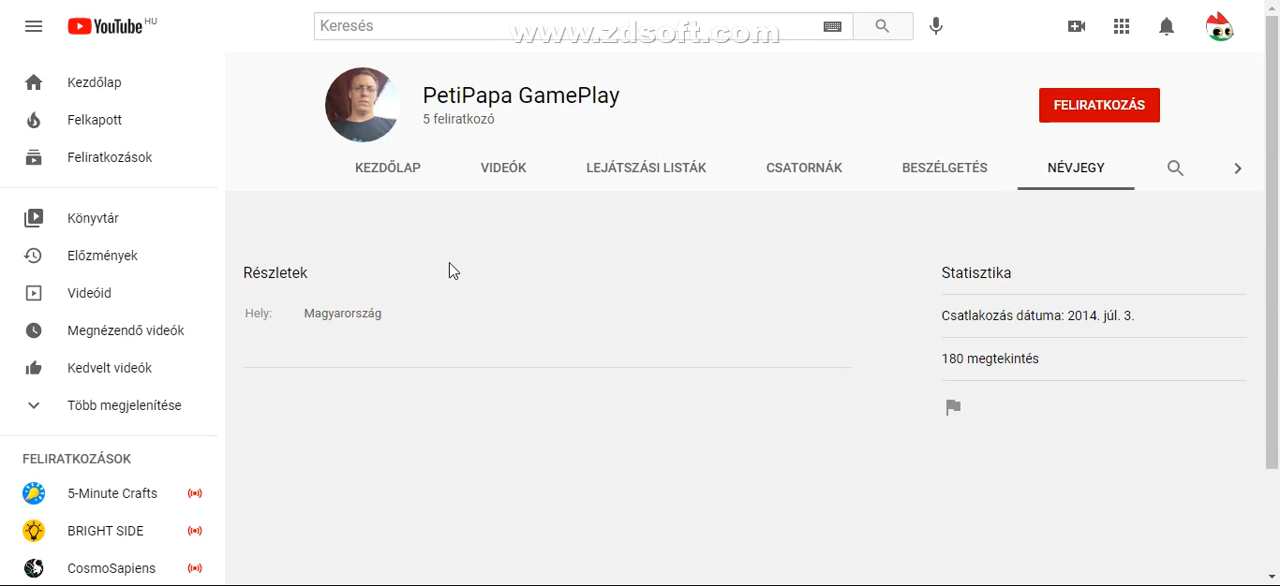 YouTube HU
Keresés
www.zdsoft.com
Kezdőlap
Felkapott
Feliratkozások
Könyvtár
Előzmények
Videóid
Megnézendő videók
Kedvelt videók
Több megjelenítése
FELIRATKOZÁSOK
5-Minute Crafts
BRIGHT SIDE
CosmoSapiens
PetiPapa GamePlay
5 feliratkozó
FELIRATKOZÁS
KEZDŐLAP VIDEÓK LEJÁTSZÁSI LISTÁK CSATORNÁK BESZÉLGETÉS NÉVJEGY
Részletek
Hely: Magyarország
Statisztika
Csatlakozás dátuma: 2014. júl. 3.
180 megtekintés